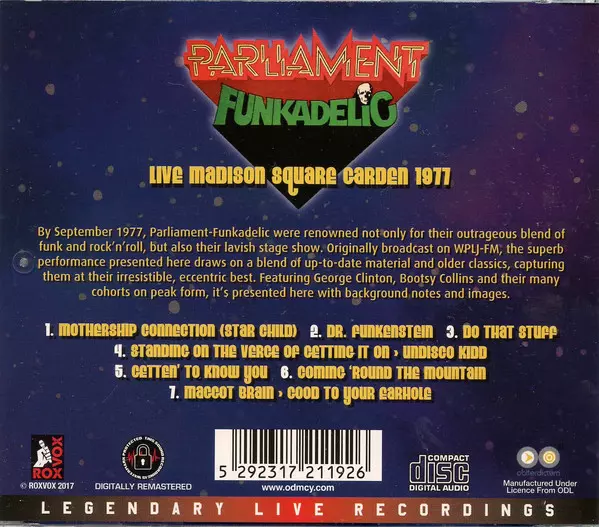 PARLIAMENT
FUNKADELIC
LIVE MADISON SQUARE GARDEN 1977
By September 1977, Parliament-Funkadelic were renowned not only for their outrageous blend of
funk and rock'n'roll, but also their lavish stage show. Originally broadcast on WPLJ-FM, the superb
performance presented here draws on a blend of up-to-date material and older classics, capturing
them at their irresistible, eccentric best. Featuring George Clinton, Bootsy Collins and their many
cohorts on peak form, it's presented here with background notes and images.
1. MOTHERSHIP CONNECTION (STAR CHILD) 2. DR. FUNKENSTEIN 3. DO THAT STUFF
4. STANDING ON THE VERGE OF GETTING IT ON > UNDISCO KIDD
5. GETTEN' TO KNOW YOU 6. COMING 'ROUND THE MOUNTAIN
7. MAGGOT BRAIN > GOOD TO YOUR EARHOLE
ROX VOX
© ROXVOX 2017
DIGITALLY REMASTERED
5 292317 211926
www.odmcy.com
COMPACT
disc
DIGITAL AUDIO
Manufactured Under
Licence From ODL
LEGENDARY LIVE RECORDINGS